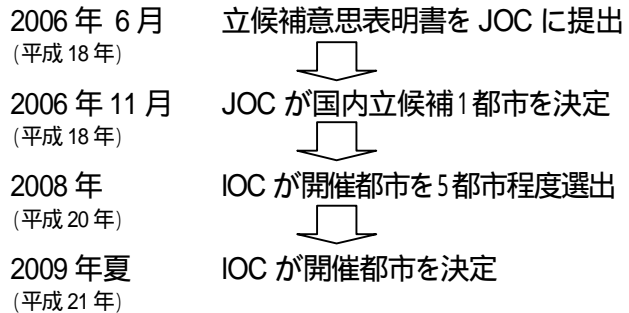 2006 年 6 月 立候補意思表明書を JOC に提出
(平成 18 年)
2006 年 11 月 JOC が国内立候補1都市を決定
(平成 18 年)
2008 年 IOC が開催都市を5都市程度選出
(平成 20 年)
2009 年夏 IOC が開催都市を決定
(平成 21 年)